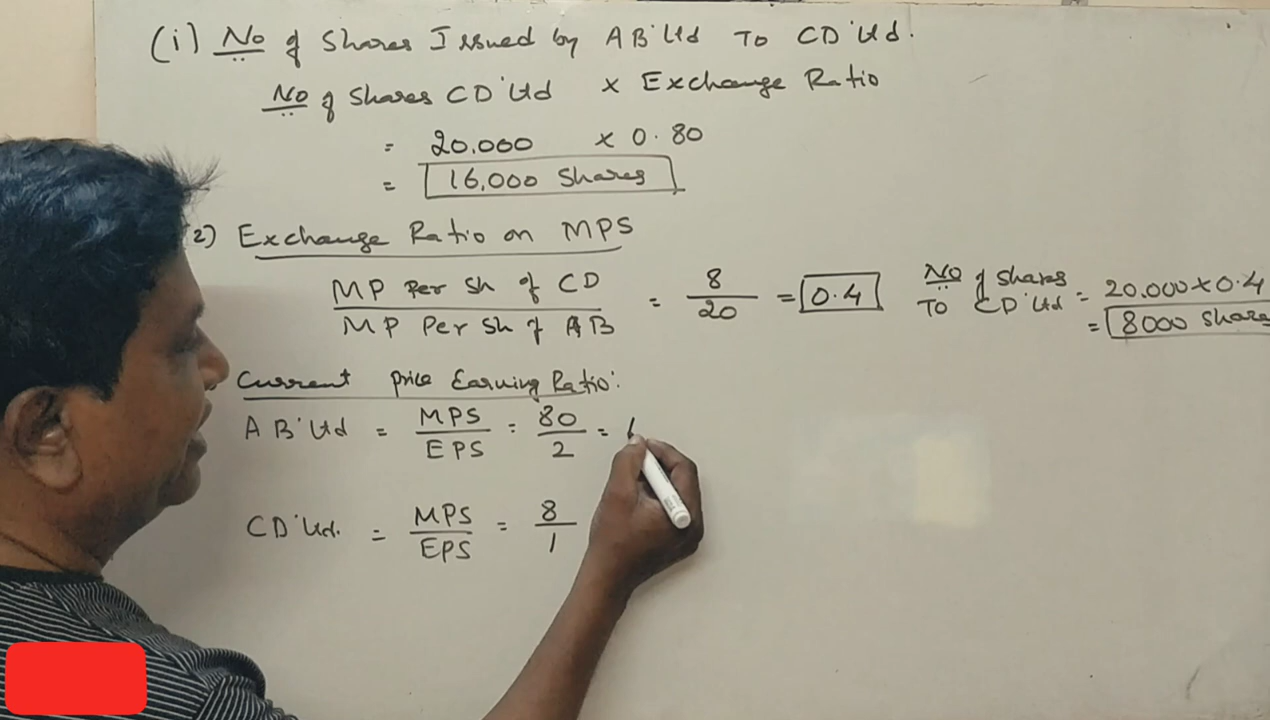 (i) No of Shares Issued by AB Ltd To CD Ltd.
No of Shares CD Ltd × Exchange Ratio
= 20,000 × 0.80
= 16,000 Shares
2) Exchange Ratio on MPS
MP Per Sh of CD / MP Per Sh of AB = 8 / 20 = 0.4 No of Shares To CD Ltd = 20,000 × 0.4
= 8000 Shares
Current Price Earning Ratio:
AB Ltd = MPS / EPS = 80 / 2 =
CD Ltd. = MPS / EPS = 8 / 1